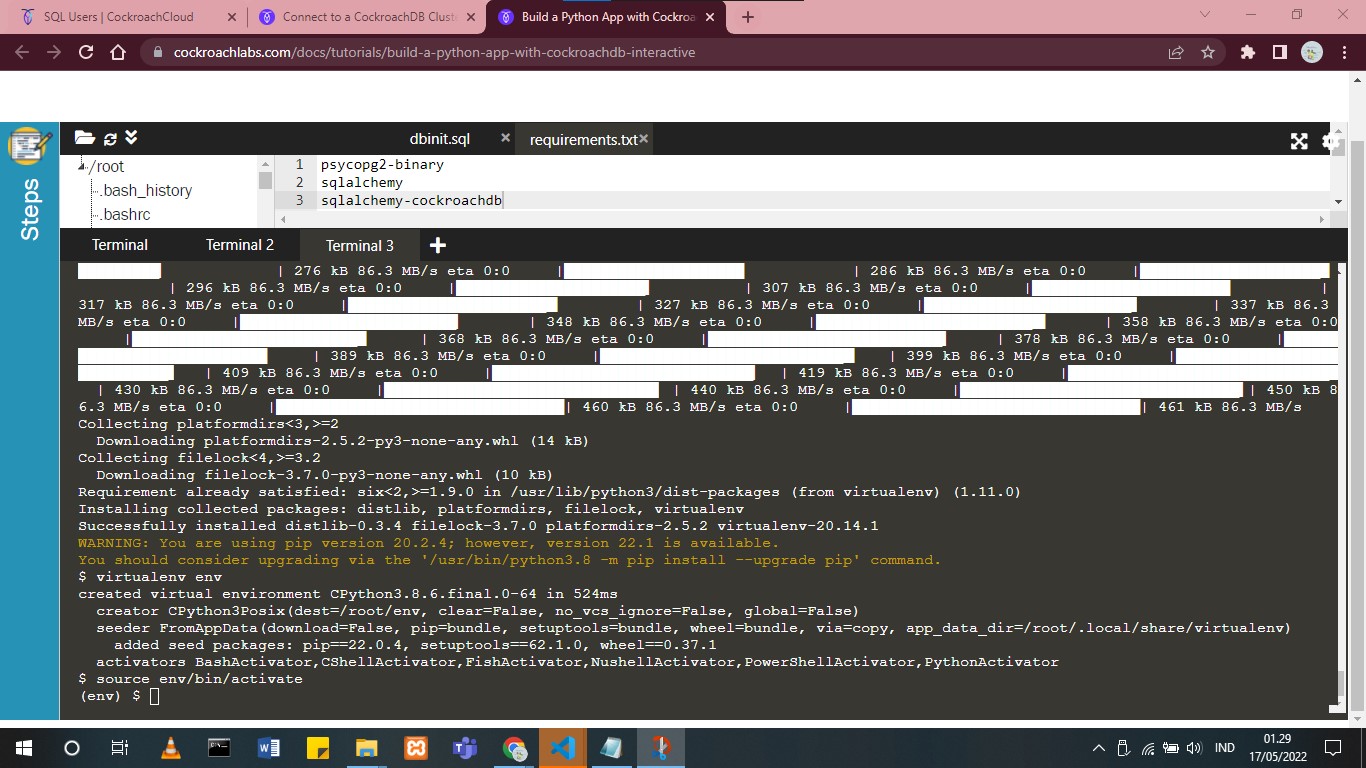 SQL Users | CockroachCloud
Connect to a CockroachDB Clust
Build a Python App with Cockroa
cockroachlabs.com/docs/tutorials/build-a-python-app-with-cockroachdb-interactive
Steps
dbinit.sql
requirements.txt
/root
.bash_history
.bashrc
1 psycopg2-binary
2 sqlalchemy
3 sqlalchemy-cockroachdb
Terminal
Terminal 2
Terminal 3
| 276 kB 86.3 MB/s eta 0:0 | | 286 kB 86.3 MB/s eta 0:0 |
| 296 kB 86.3 MB/s eta 0:0 | | 307 kB 86.3 MB/s eta 0:0 | |
317 kB 86.3 MB/s eta 0:0 | | 327 kB 86.3 MB/s eta 0:0 | | 337 kB 86.3
MB/s eta 0:0 | | 348 kB 86.3 MB/s eta 0:0 | | 358 kB 86.3 MB/s eta 0:0
| | 368 kB 86.3 MB/s eta 0:0 | | 378 kB 86.3 MB/s eta 0:0 |
| 389 kB 86.3 MB/s eta 0:0 | | 399 kB 86.3 MB/s eta 0:0 |
| 409 kB 86.3 MB/s eta 0:0 | | 419 kB 86.3 MB/s eta 0:0 |
| 430 kB 86.3 MB/s eta 0:0 | | 440 kB 86.3 MB/s eta 0:0 | | 450 kB 8
6.3 MB/s eta 0:0 | | 460 kB 86.3 MB/s eta 0:0 | | 461 kB 86.3 MB/s
Collecting platformdirs<3,>=2
Downloading platformdirs-2.5.2-py3-none-any.whl (14 kB)
Collecting filelock<4,>=3.2
Downloading filelock-3.7.0-py3-none-any.whl (10 kB)
Requirement already satisfied: six<2,>=1.9.0 in /usr/lib/python3/dist-packages (from virtualenv) (1.11.0)
Installing collected packages: distlib, platformdirs, filelock, virtualenv
Successfully installed distlib-0.3.4 filelock-3.7.0 platformdirs-2.5.2 virtualenv-20.14.1
WARNING: You are using pip version 20.2.4; however, version 22.1 is available.
You should consider upgrading via the '/usr/bin/python3.8 -m pip install --upgrade pip' command.
$ virtualenv env
created virtual environment CPython3.8.6.final.0-64 in 524ms
creator CPython3Posix(dest=/root/env, clear=False, no_vcs_ignore=False, global=False)
seeder FromAppData(download=False, pip=bundle, setuptools=bundle, wheel=bundle, via=copy, app_data_dir=/root/.local/share/virtualenv)
added seed packages: pip==22.0.4, setuptools==62.1.0, wheel==0.37.1
activators BashActivator,CShellActivator,FishActivator,NushellActivator,PowerShellActivator,PythonActivator
$ source env/bin/activate
(env) $
IND
01.29
17/05/2022